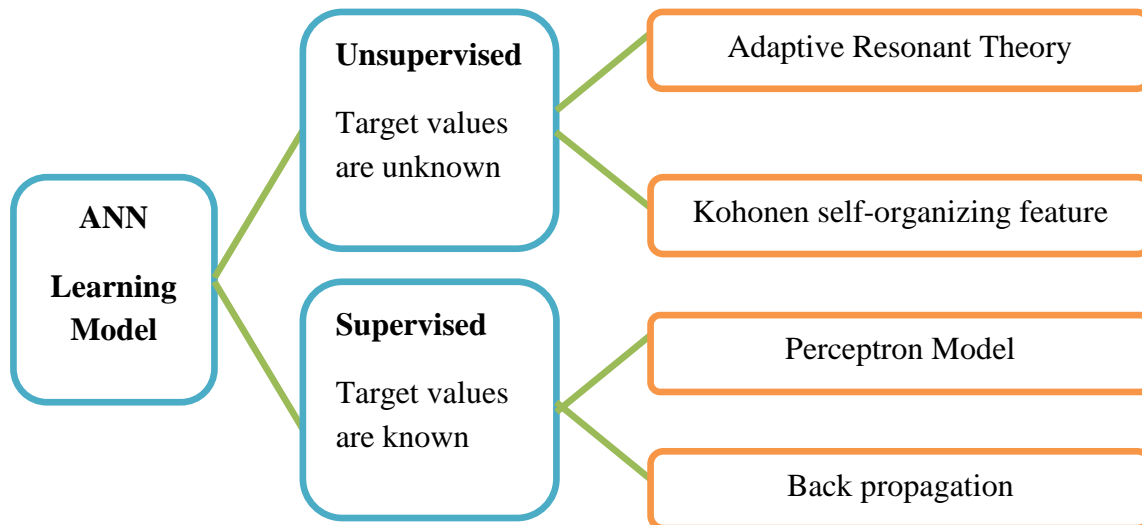 ANN
Learning
Model
Unsupervised
Target values
are unknown
Adaptive Resonant Theory
Kohonen self-organizing feature
Supervised
Target values
are known
Perceptron Model
Back propagation